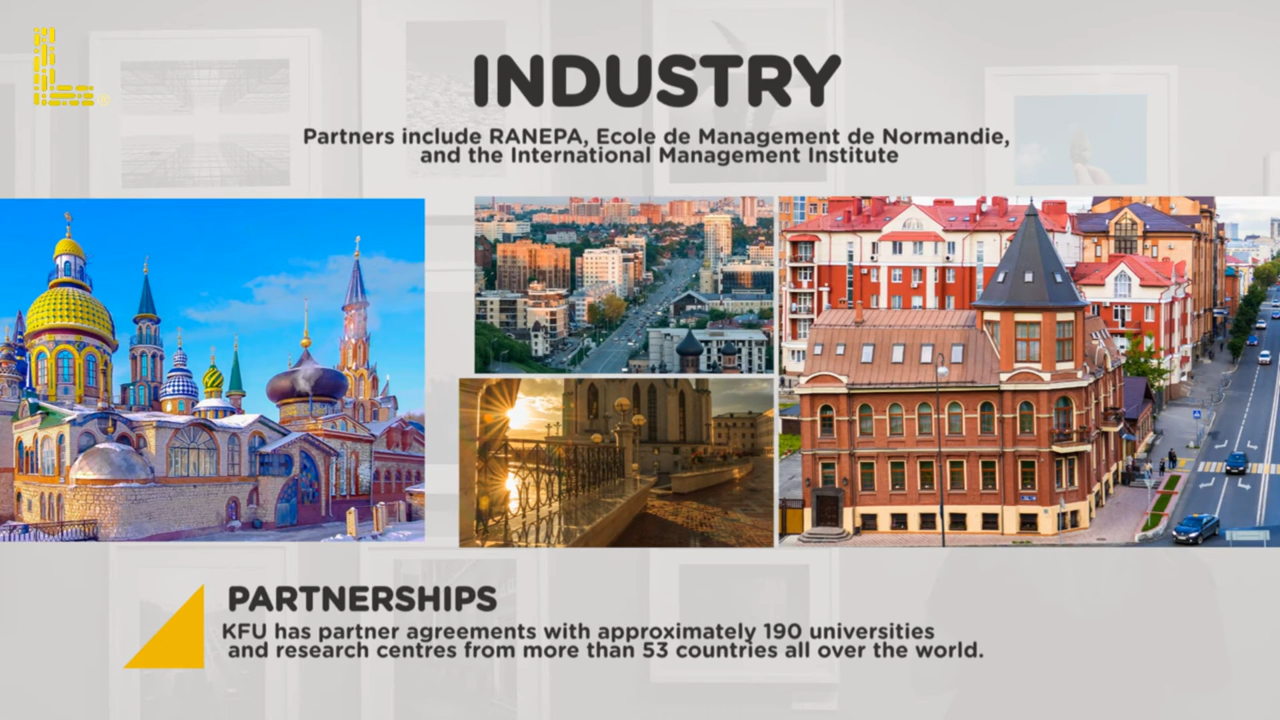 INDUSTRY
Partners include RANEPA, Ecole de Management de Normandie,
and the International Management Institute
PARTNERSHIPS
KFU has partner agreements with approximately 190 universities
and research centres from more than 53 countries all over the world.